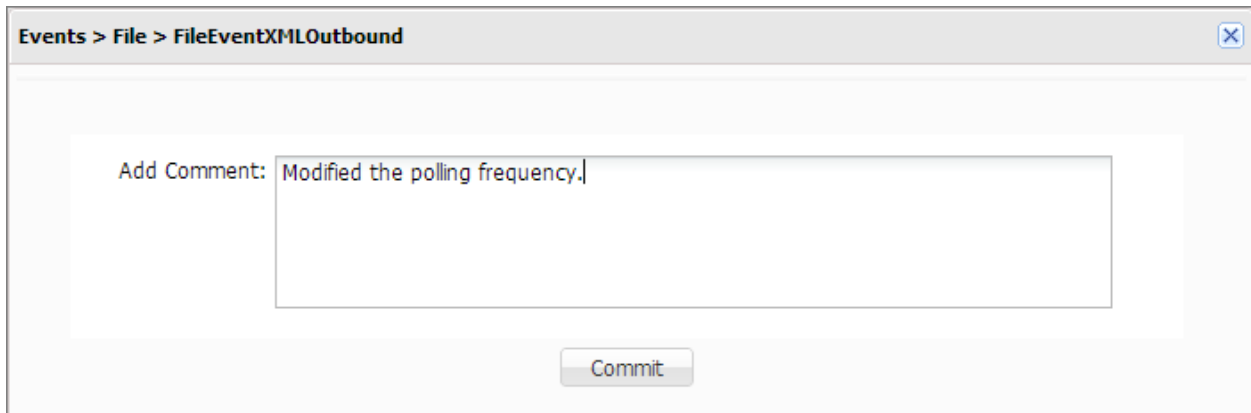 Events > File > FileEventXMLOutbound
Add Comment: Modified the polling frequency.
Commit